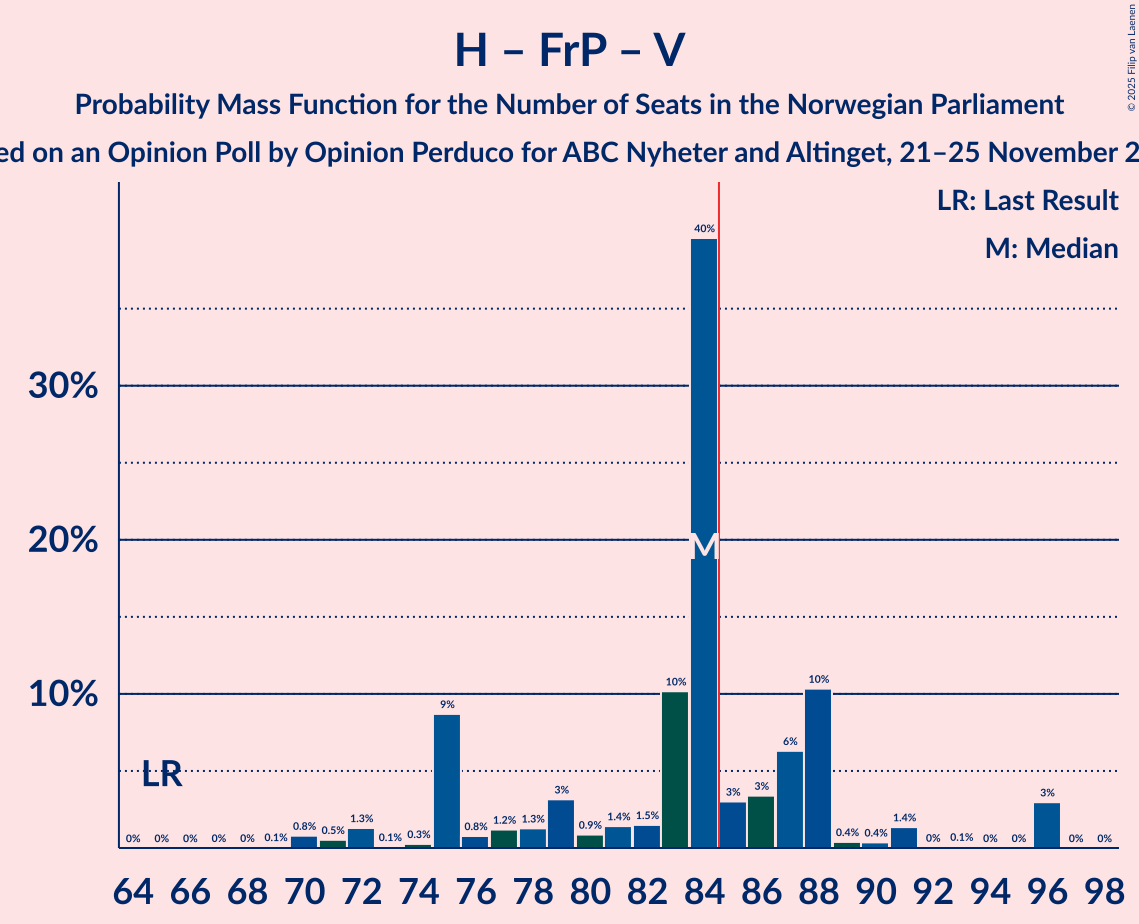 H – FrP – V
Probability Mass Function for the Number of Seats in the Norwegian Parliament
on an Opinion Poll by Opinion Perduco for ABC Nyheter and Altinget, 21–25 November
© 2025 Filip van Laenen
LR: Last Result
M: Median
30%
20%
10%
LR
M
0% 0% 0% 0% 0% 0.1% 0.8% 0.5% 1.3% 0.1% 0.3% 9% 0.8% 1.2% 1.3% 3% 0.9% 1.4% 1.5% 10% 40% 3% 3% 6% 10% 0.4% 0.4% 1.4% 0% 0.1% 0% 0% 3% 0% 0%
64 66 68 70 72 74 76 78 80 82 84 86 88 90 92 94 96 98